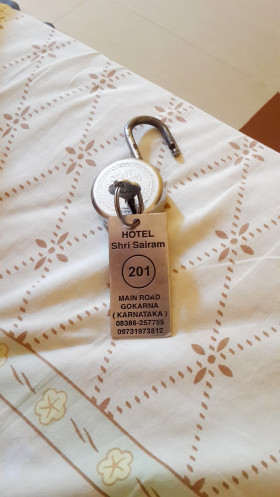 HOTEL
Shri Sairam
201
MAIN ROAD
GOKARNA
( KARNATAKA )
08386-257755
09731973812